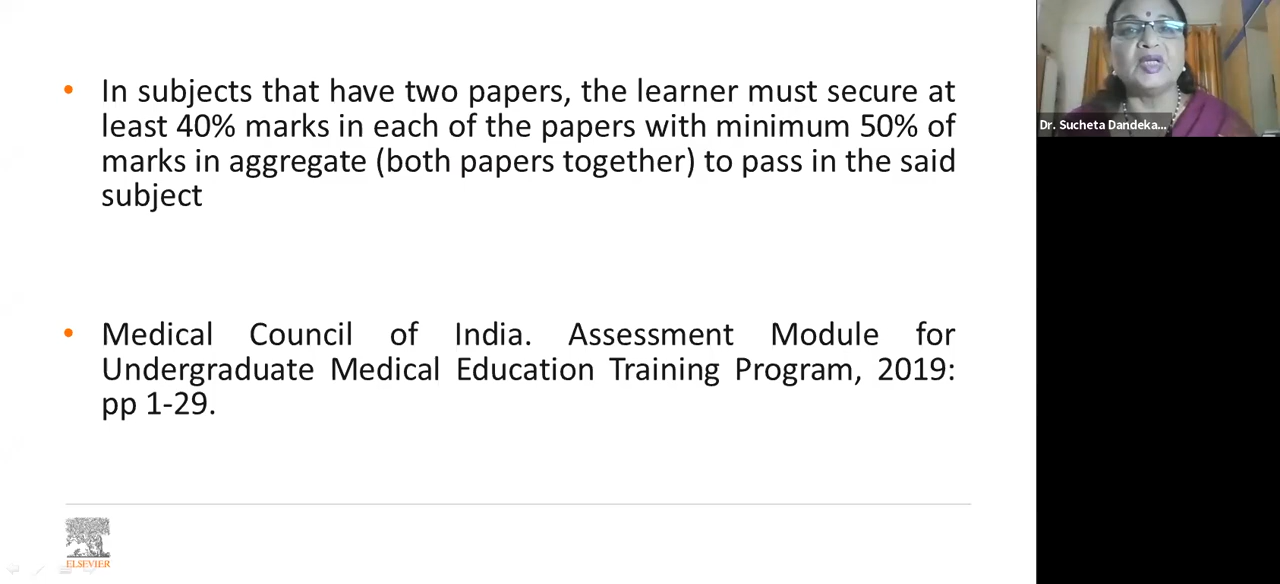 In subjects that have two papers, the learner must secure at
least 40% marks in each of the papers with minimum 50% of
marks in aggregate (both papers together) to pass in the said
subject
Medical Council of India. Assessment Module for
Undergraduate Medical Education Training Program, 2019:
pp 1-29.
ELSEVIER
Dr. Sucheta Dandeka...